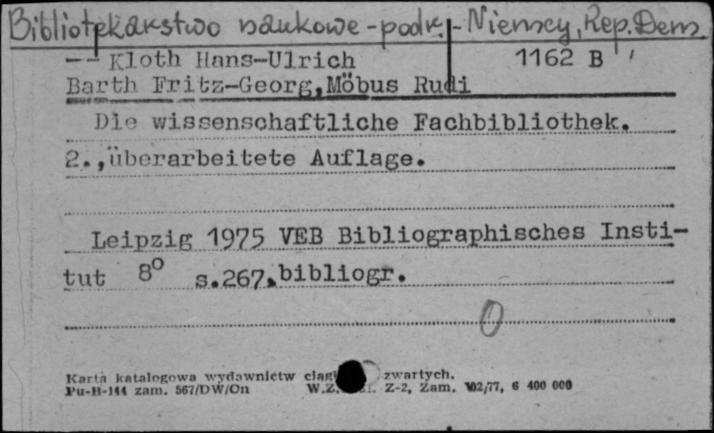 Bibliotekarstwo naukowe - podr. - Niemcy, Rep. Dem.
-- Kloth Hans-Ulrich 1162 B
Barth Fritz-Georg, Möbus Rudi
Die wissenschaftliche Fachbibliothek.
2., überarbeitete Auflage.
Leipzig 1975 VEB Bibliographisches Insti-
tut 8° s.267, bibliogr.
0
Karta katalogowa wydawnictw zwartych.
Pu-B-144 zam. 567/DW/On W.Z. Z-2, Zam. 102/77, 6 400 000